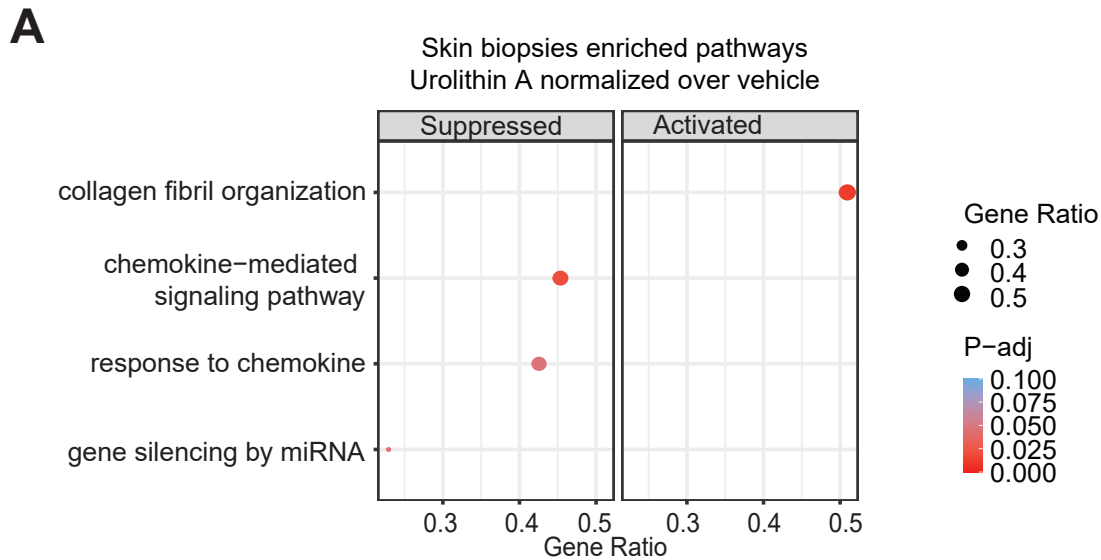 A
Skin biopsies enriched pathways
Urolithin A normalized over vehicle
Suppressed
Activated
collagen fibril organization
chemokine−mediated
signaling pathway
response to chemokine
gene silencing by miRNA
0.3 0.4 0.5
0.3 0.4 0.5
Gene Ratio
Gene Ratio
0.3
0.4
0.5
P−adj
0.100
0.075
0.050
0.025
0.000